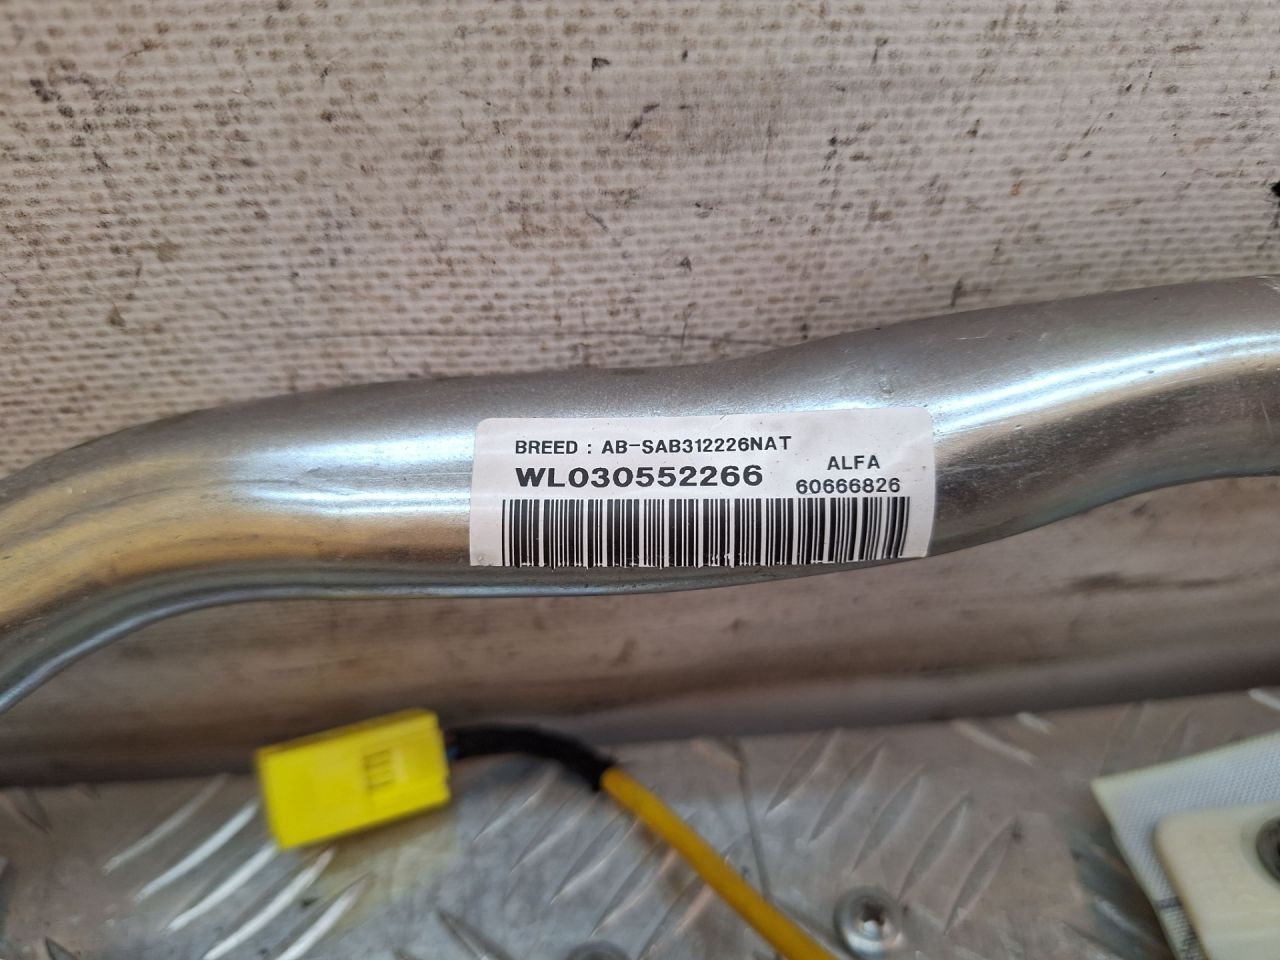 BREED : AB-SAB312226NAT
WL030552266
ALFA
60666826